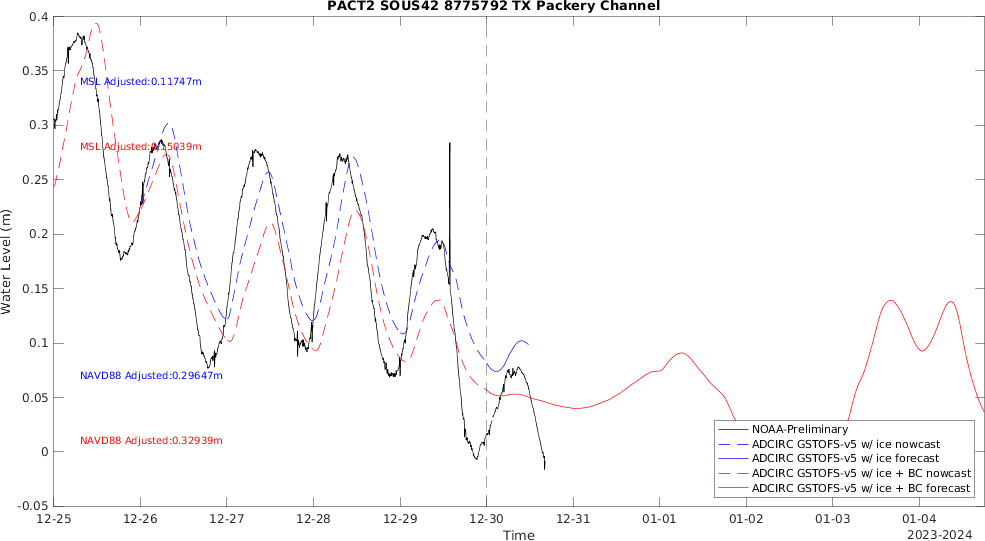 PACT2 SOUS42 8775792 TX Packery Channel
0.4
0.35
0.3
0.25
0.2
0.15
0.1
0.05
0
-0.05
Water Level (m)
MSL Adjusted:0.11747m
MSL Adjusted:0.15039m
NAVD88 Adjusted:0.29647m
NAVD88 Adjusted:0.32939m
NOAA-Preliminary
ADCIRC GSTOFS-v5 w/ ice nowcast
ADCIRC GSTOFS-v5 w/ ice forecast
ADCIRC GSTOFS-v5 w/ ice + BC nowcast
ADCIRC GSTOFS-v5 w/ ice + BC forecast
12-25 12-26 12-27 12-28 12-29 12-30 12-31 01-01 01-02 01-03 01-04
Time
2023-2024